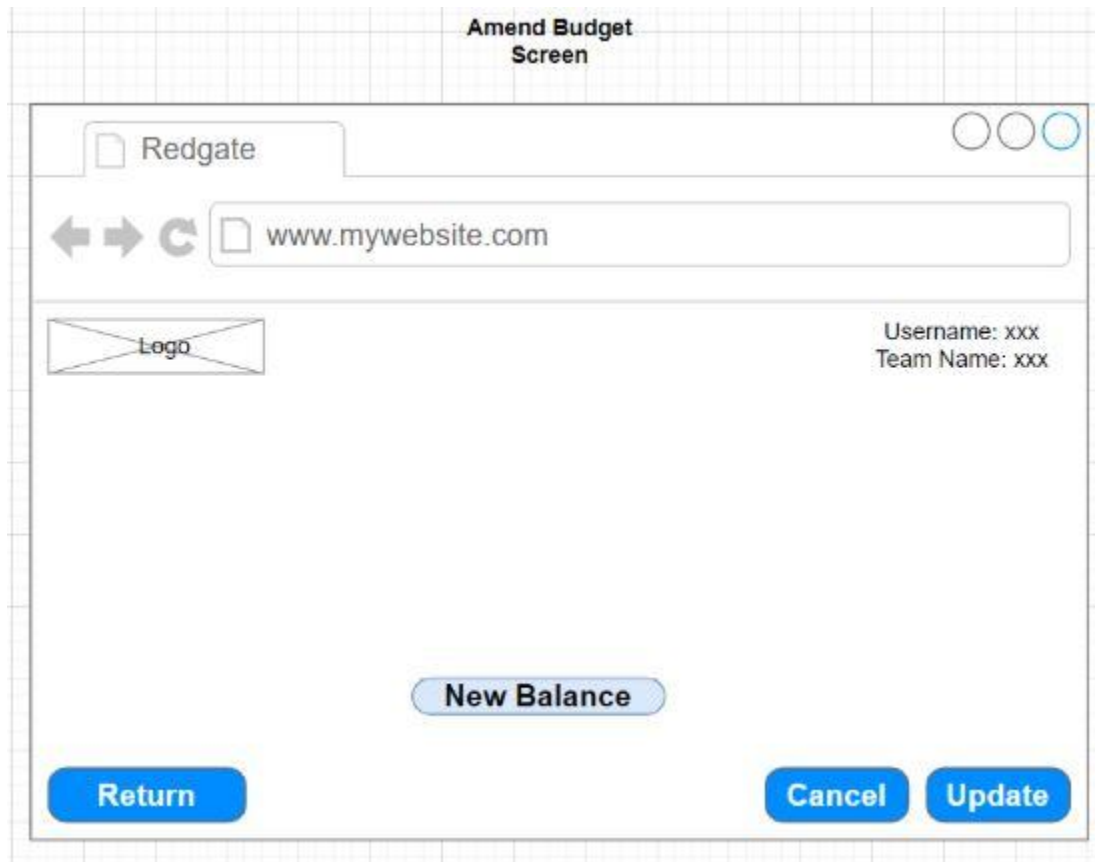 Amend Budget
Screen
Redgate
www.mywebsite.com
Logo
Username: xxx
Team Name: xxx
New Balance
Return
Cancel
Update